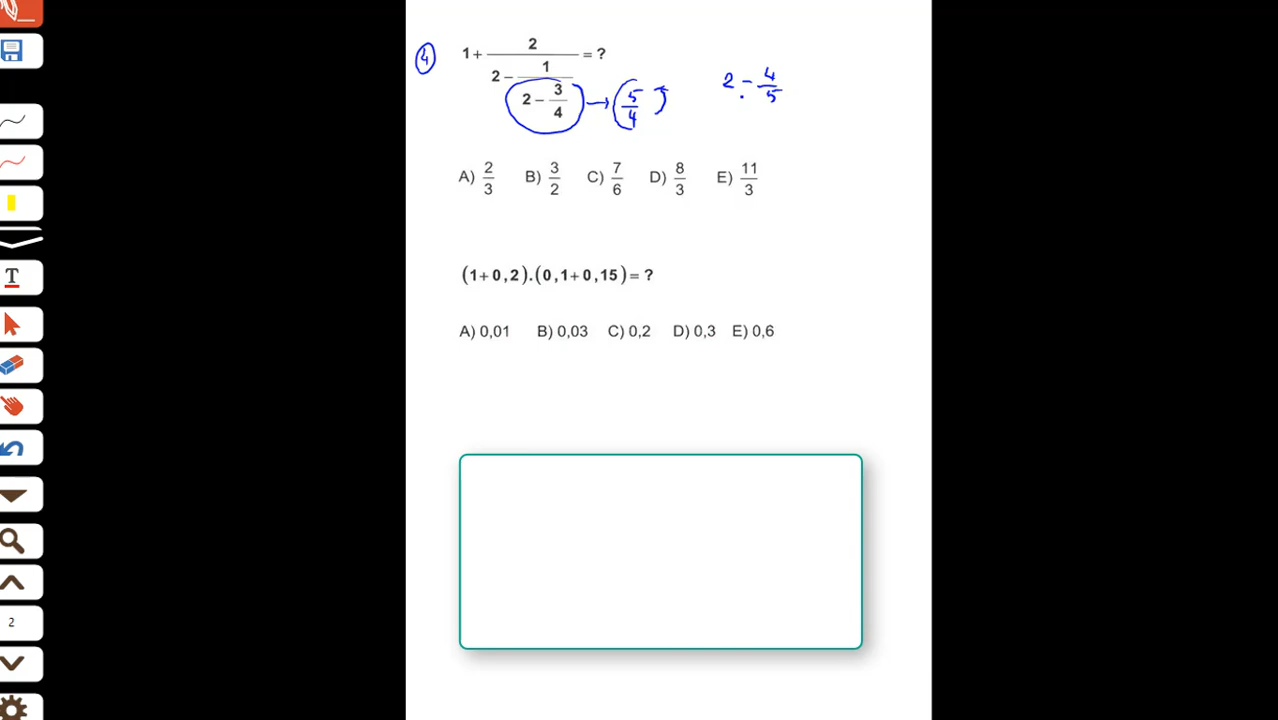 4
1 + 2/(2 − 1/(2 − 3/4)) = ?
→ (5/4)
2 − 4/5
A) 2/3 B) 3/2 C) 7/6 D) 8/3 E) 11/3
(1+0,2).(0,1+0,15) = ?
A) 0,01 B) 0,03 C) 0,2 D) 0,3 E) 0,6
T
2